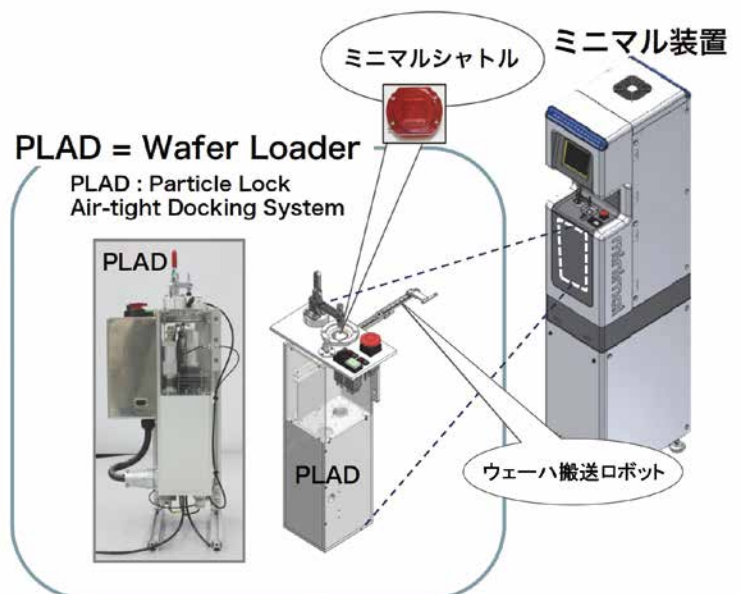 ミニマルシャトル
ミニマル装置
PLAD = Wafer Loader
PLAD : Particle Lock
Air-tight Docking System
PLAD
minimal
PLAD
ウェーハ搬送ロボット